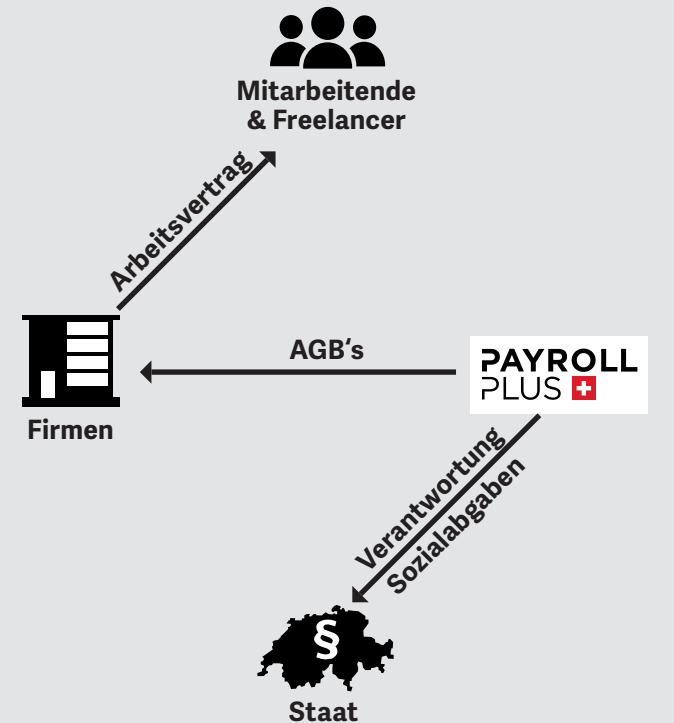 Mitarbeitende
& Freelancer
Arbeitsvertrag
AGB‘s
PAYROLL
PLUS
Firmen
Verantwortung
Sozialabgaben
§
Staat